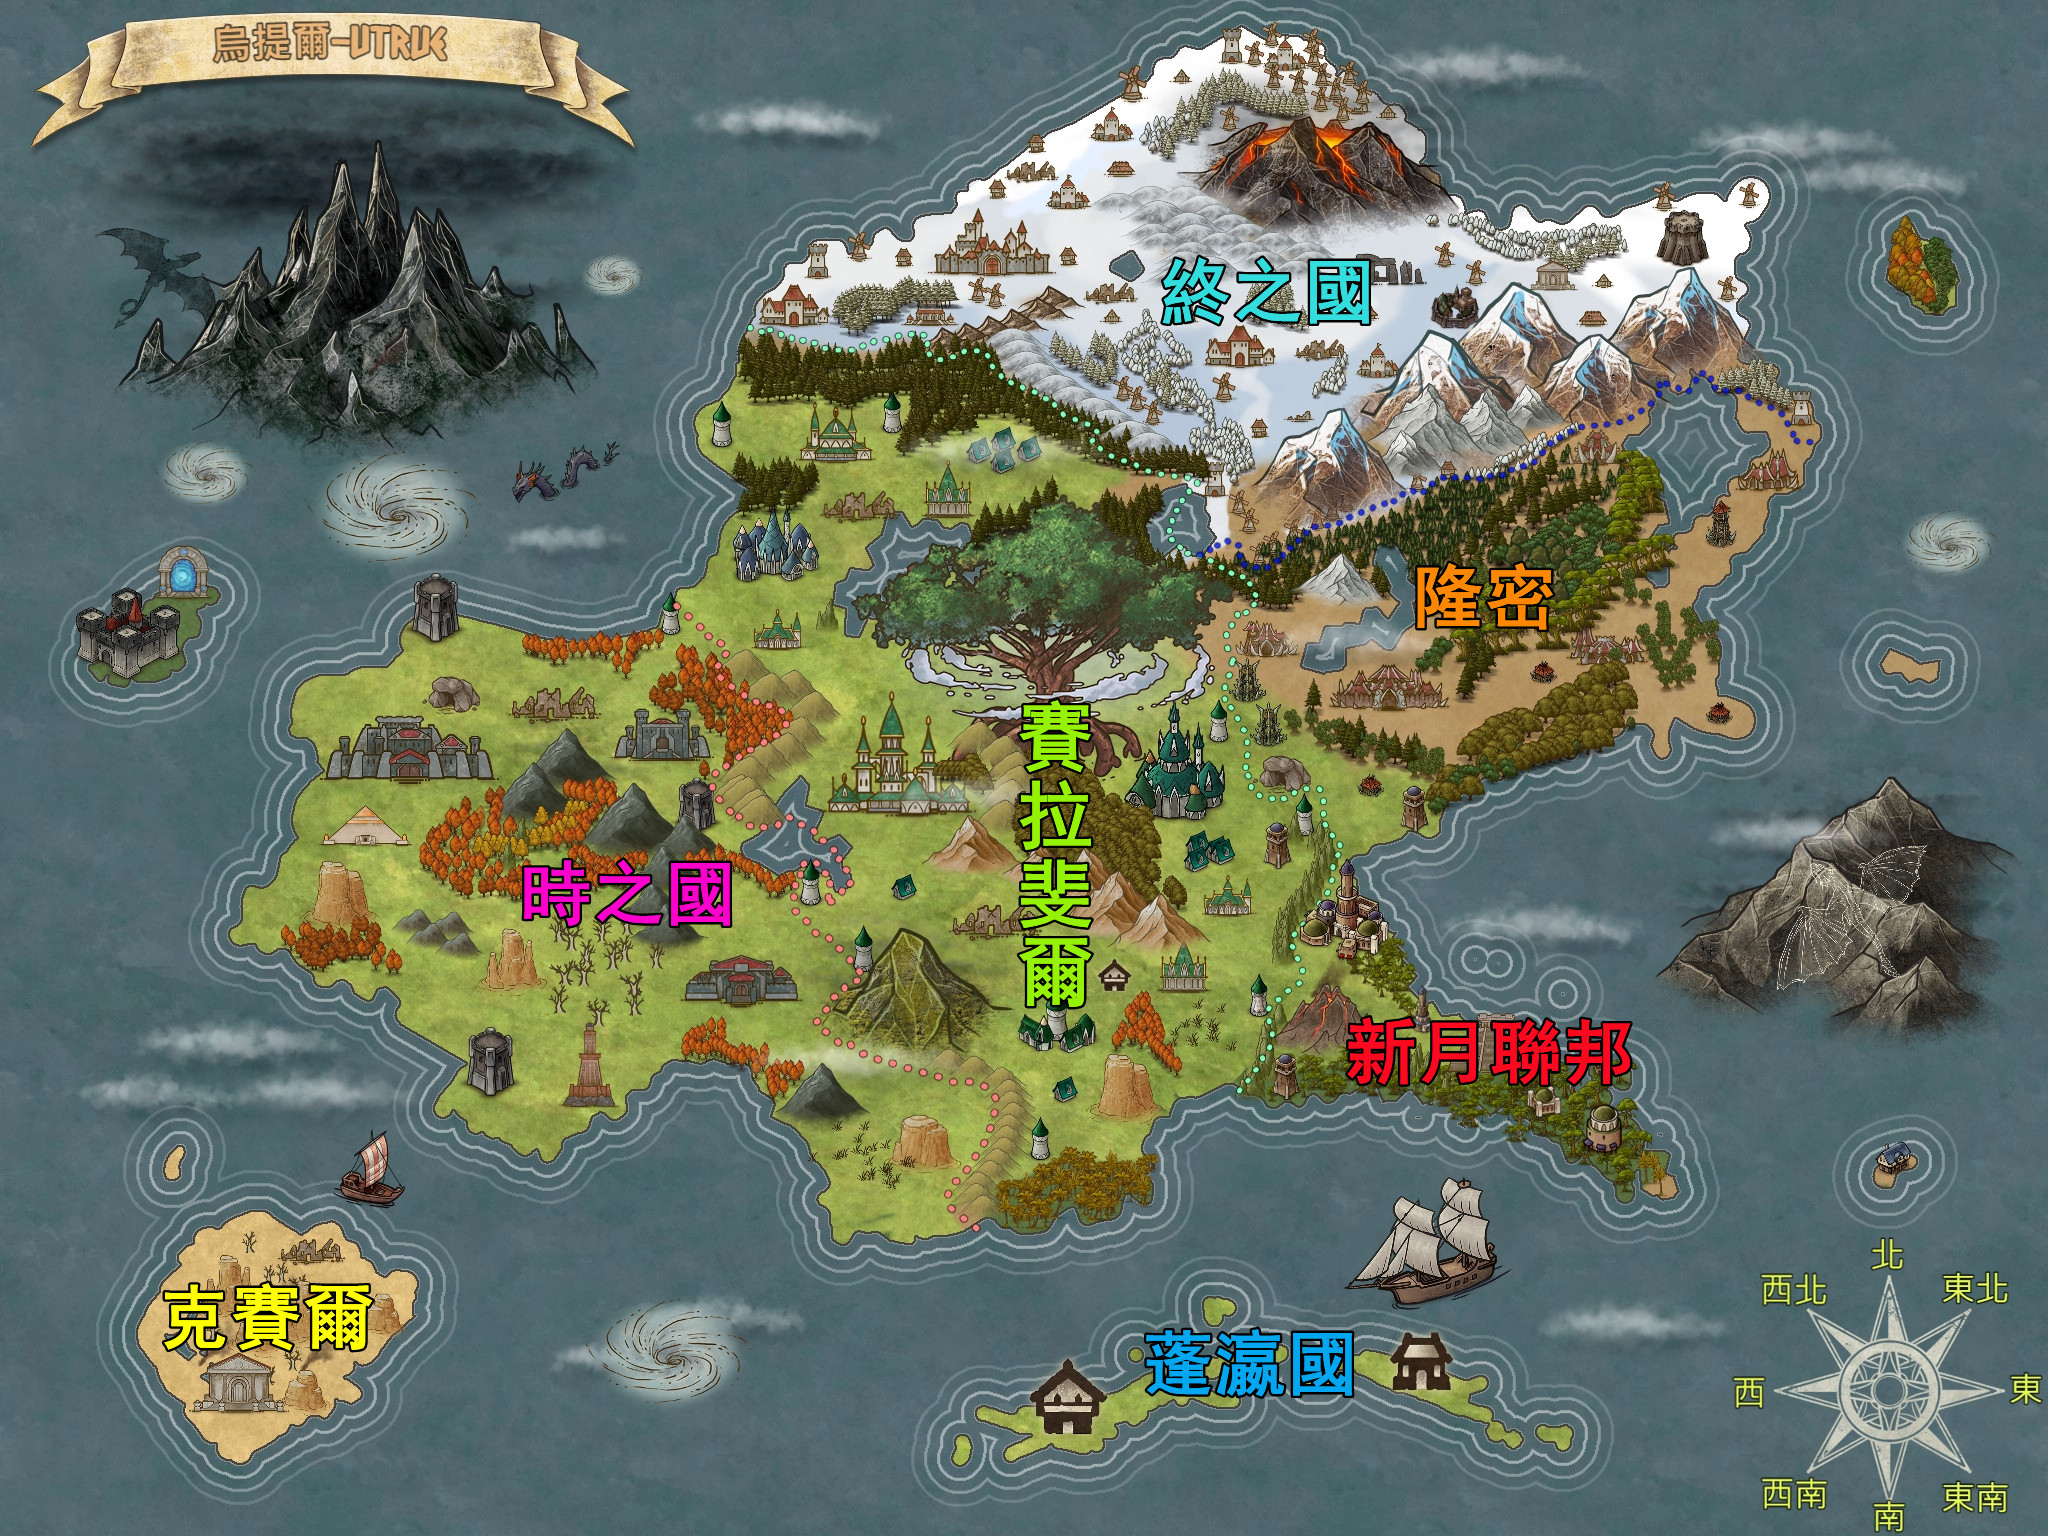 烏提爾-UTRUE
終之國
隆密
賽拉斐爾
時之國
新月聯邦
克賽爾
蓬瀛國
北
西北
東北
西
東
西南
東南
南